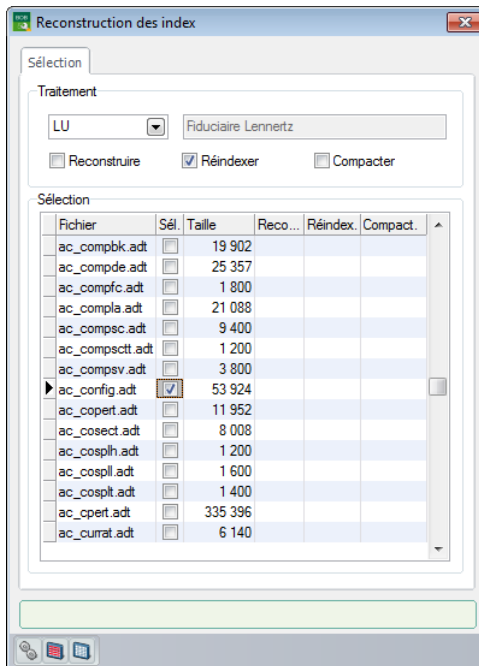 BOB
Reconstruction des index
Sélection
Traitement
LU Fiduciaire Lennertz
Reconstruire Réindexer Compacter
Sélection
Fichier Sél. Taille Reco... Réindex. Compact.
ac_compbk.adt 19 902
ac_compde.adt 25 357
ac_compfc.adt 1 800
ac_compla.adt 21 088
ac_compsc.adt 9 400
ac_compsctt.adt 1 200
ac_compsv.adt 3 800
ac_config.adt 53 924
ac_copert.adt 11 952
ac_cosect.adt 8 008
ac_cosplh.adt 1 200
ac_cospll.adt 1 600
ac_cosplt.adt 1 400
ac_cpert.adt 335 396
ac_currat.adt 6 140